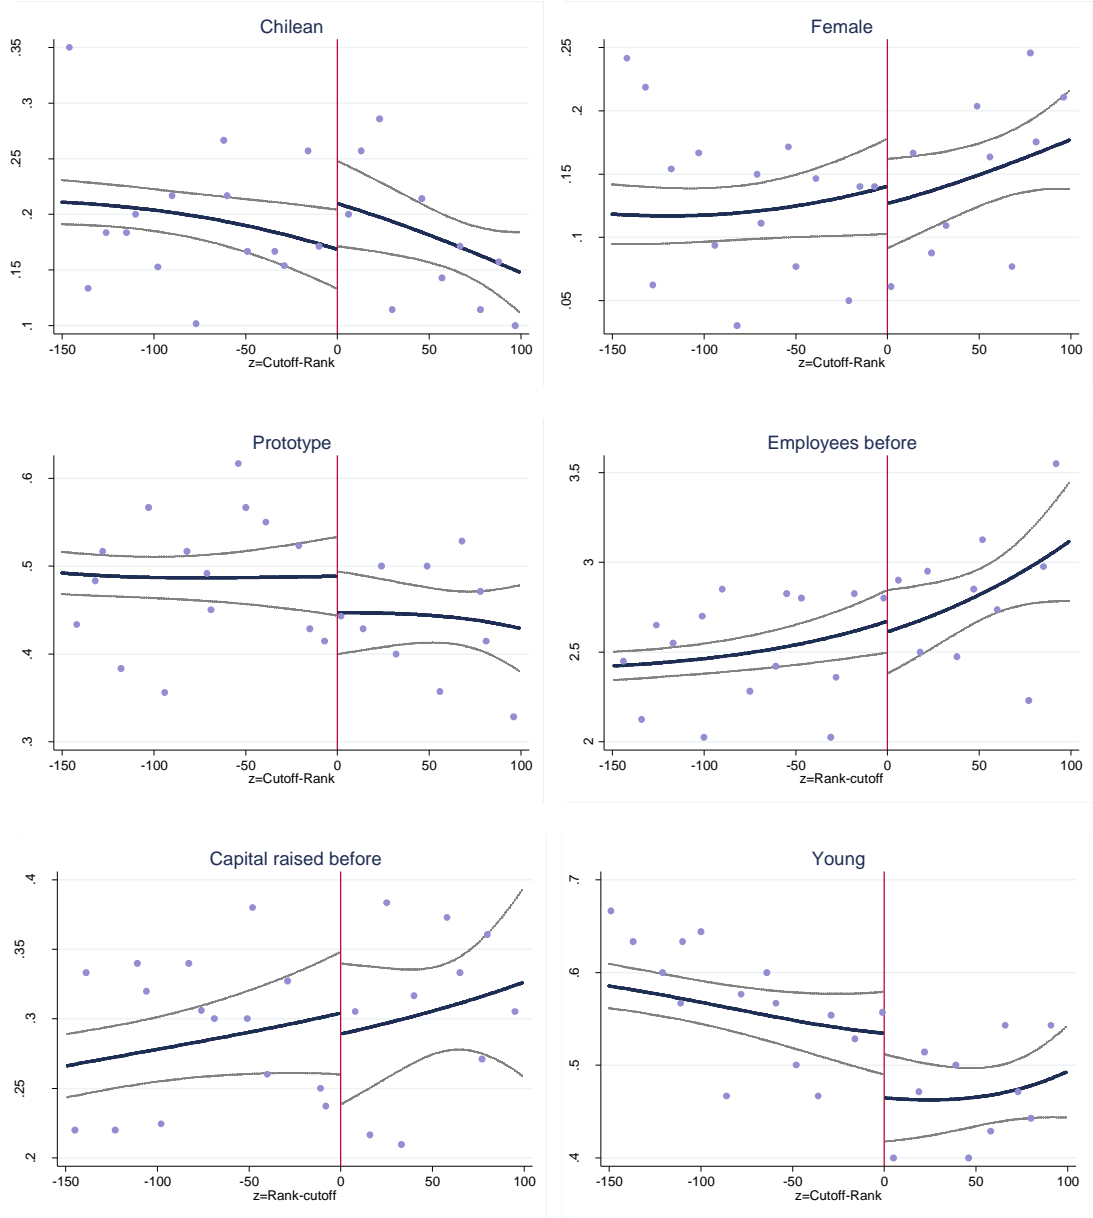 Chilean
.35
.3
.25
.2
.15
.1
-150 -100 -50 0 50 100
z=Cutoff-Rank
Female
.25
.2
.15
.1
.05
-150 -100 -50 0 50 100
z=Cutoff-Rank
Prototype
.6
.5
.4
.3
-150 -100 -50 0 50 100
z=Cutoff-Rank
Employees before
3.5
3
2.5
2
-150 -100 -50 0 50 100
z=Rank-cutoff
Capital raised before
.4
.35
.3
.25
.2
-150 -100 -50 0 50 100
z=Rank-cutoff
Young
.7
.6
.5
.4
-150 -100 -50 0 50 100
z=Cutoff-Rank